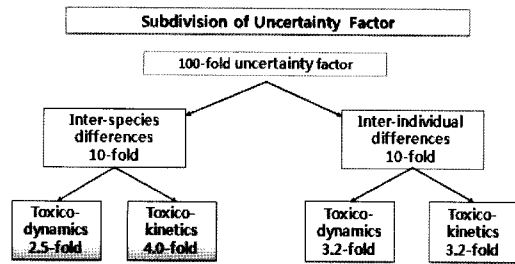 Subdivision of Uncertainty Factor
100-fold uncertainty factor
Inter-species
differences
10-fold
Inter-individual
differences
10-fold
Toxico-
dynamics
2.5-fold
Toxico-
kinetics
4.0-fold
Toxico-
dynamics
3.2-fold
Toxico-
kinetics
3.2-fold